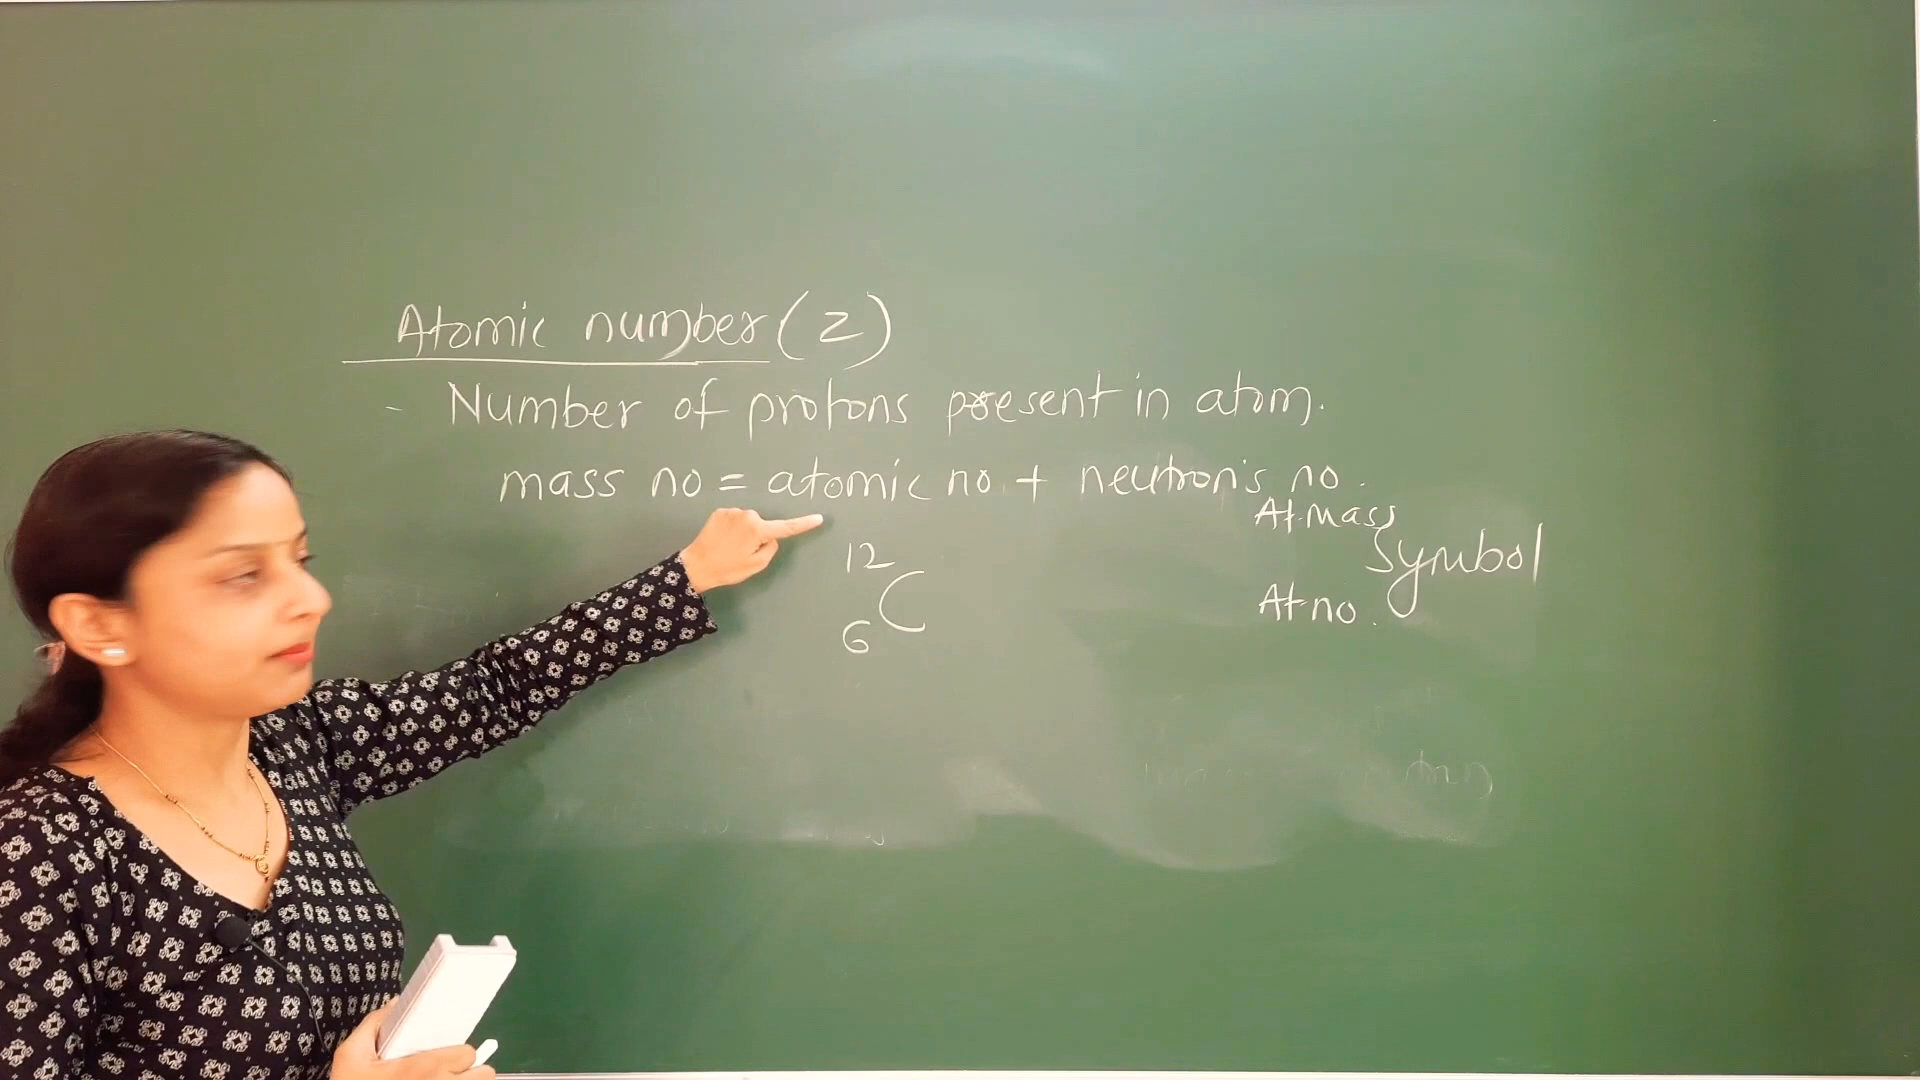 Atomic number (Z)
- Number of protons present in atom.
mass no = atomic no + neutron's no.
At.mass
Symbol
At no.
12
C
6